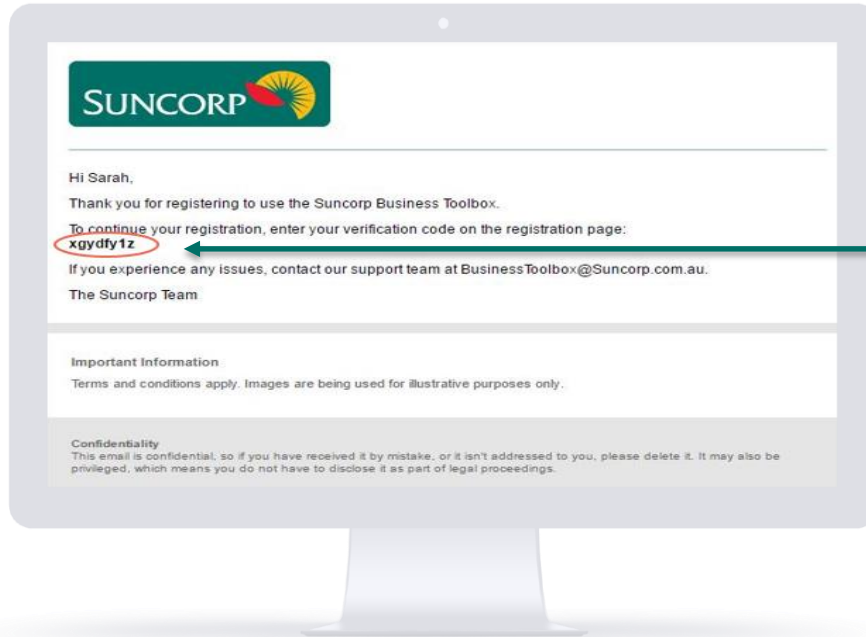 SUNCORP
Hi Sarah,
Thank you for registering to use the Suncorp Business Toolbox.
To continue your registration, enter your verification code on the registration page:
xgydfy1z
If you experience any issues, contact our support team at BusinessToolbox@Suncorp.com.au.
The Suncorp Team
Important Information
Terms and conditions apply. Images are being used for illustrative purposes only.
Confidentiality
This email is confidential, so if you have received it by mistake, or it isn't addressed to you, please delete it. It may also be
privileged, which means you do not have to disclose it as part of legal proceedings.